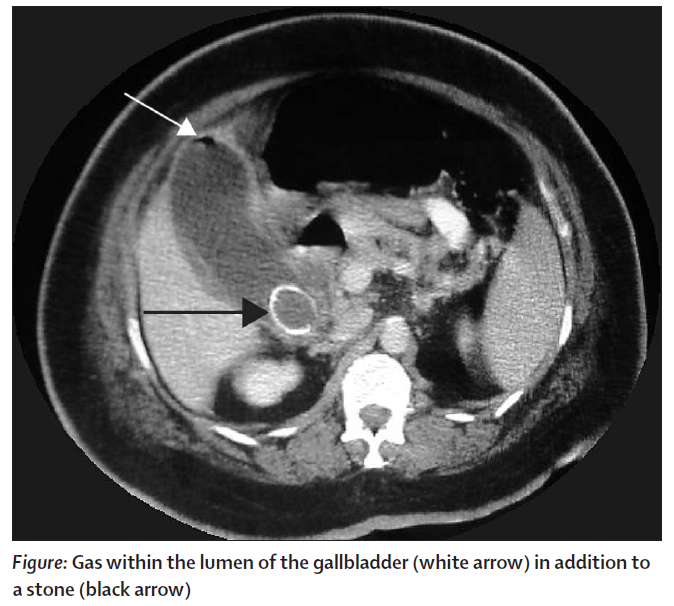 Figure: Gas within the lumen of the gallbladder (white arrow) in addition to
a stone (black arrow)